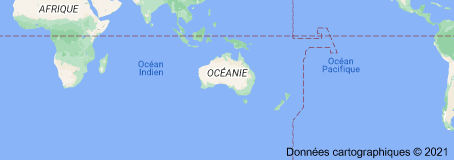 AFRIQUE
Océan
Indien
OCÉANIE
Océan
Pacifique
Données cartographiques © 2021